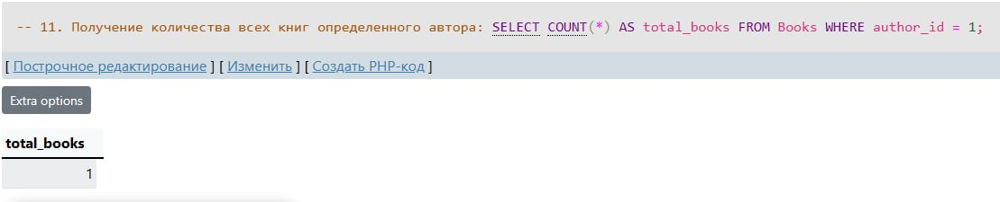 -- 11. Получение количества всех книг определенного автора: SELECT COUNT(*) AS total_books FROM Books WHERE author_id = 1;
[ Построчное редактирование ] [ Изменить ] [ Создать PHP-код ]
Extra options
total_books
1